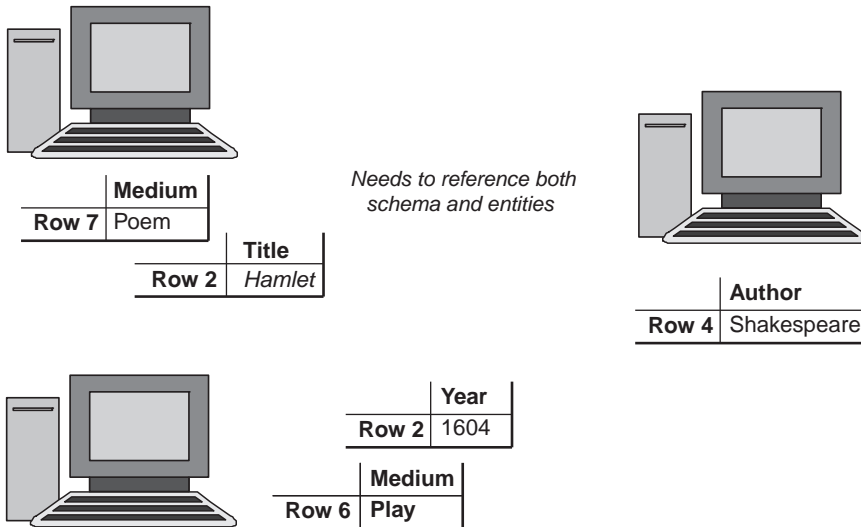 Medium
Row 7 Poem
Title
Row 2 Hamlet
Needs to reference both
schema and entities
Author
Row 4 Shakespeare
Year
Row 2 1604
Medium
Row 6 Play